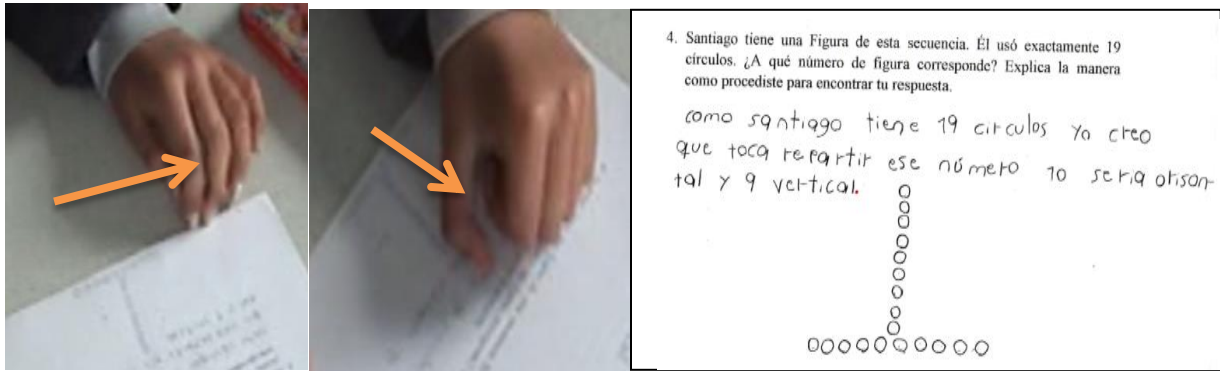 4. Santiago tiene una Figura de esta secuencia. Él usó exactamente 19
círculos. ¿A qué número de figura corresponde? Explica la manera
como procediste para encontrar tu respuesta.
como santiago tiene 19 circulos yo creo
que toca repartir ese número 10 seria orison-
tal y 9 vertical.